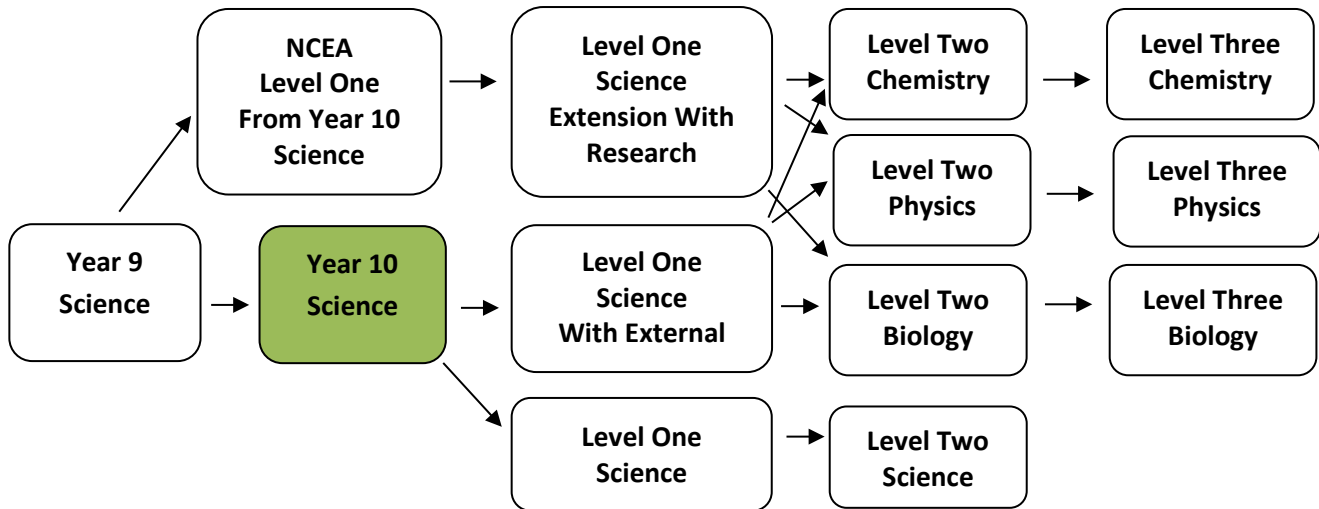 NCEA
Level One
From Year 10
Science
Level One
Science
Extension With
Research
Level Two
Chemistry
Level Three
Chemistry
Level Two
Physics
Level Three
Physics
Year 9
Science
Year 10
Science
Level One
Science
With External
Level Two
Biology
Level Three
Biology
Level One
Science
Level Two
Science